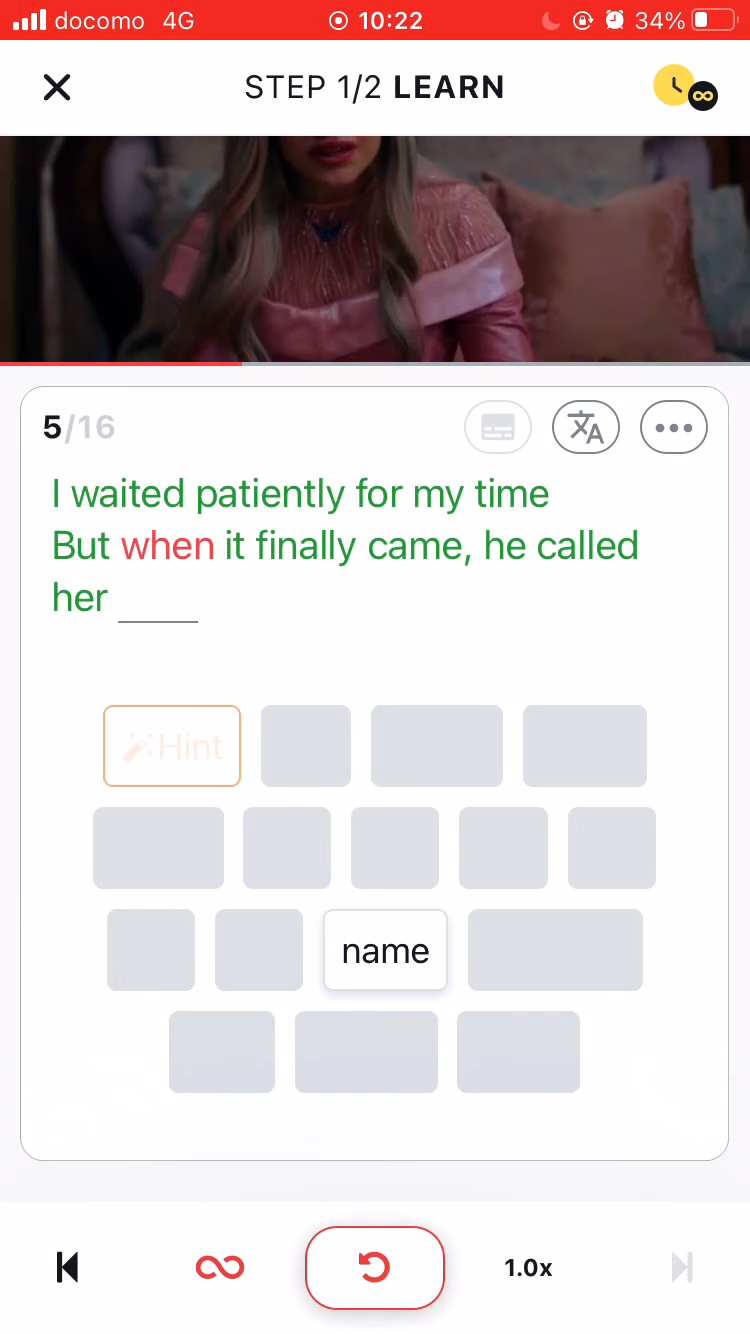 docomo 4G 10:22 34%
STEP 1/2 LEARN
5/16
I waited patiently for my time
But when it finally came, he called
her
Hint
name
1.0x